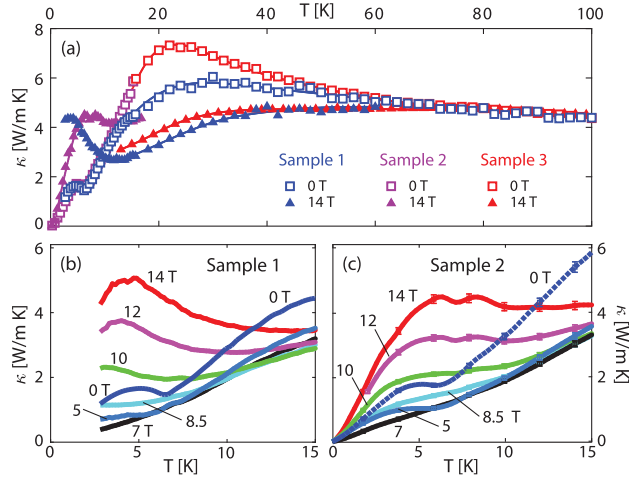 T [K]
0 20 40 60 80 100
(a)
8
6
4
2
0
κ [W/m K]
Sample 1 Sample 2 Sample 3
0 T 0 T 0 T
14 T 14 T 14 T
6
4
2
0
κ [W/m K]
(b) Sample 1
14 T
0 T
12
10
0 T
5
8.5
7 T
0 5 10 15
T [K]
(c) Sample 2
0 T
14 T
12
10
8.5 T
5
7
0 5 10 15
T [K]
6
4
2
0
κ [W/m K]